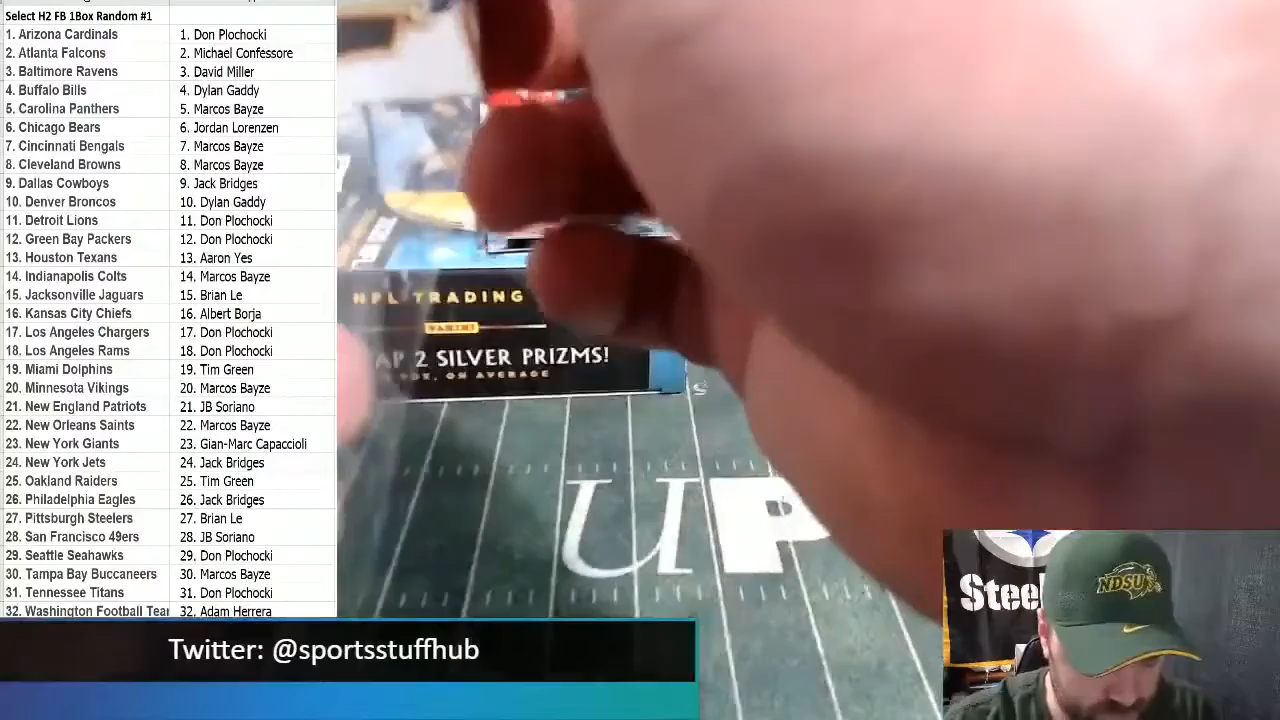 Select H2 FB 1Box Random #1
1. Arizona Cardinals 1. Don Plochocki
2. Atlanta Falcons 2. Michael Confessore
3. Baltimore Ravens 3. David Miller
4. Buffalo Bills 4. Dylan Gaddy
5. Carolina Panthers 5. Marcos Bayze
6. Chicago Bears 6. Jordan Lorenzen
7. Cincinnati Bengals 7. Marcos Bayze
8. Cleveland Browns 8. Marcos Bayze
9. Dallas Cowboys 9. Jack Bridges
10. Denver Broncos 10. Dylan Gaddy
11. Detroit Lions 11. Don Plochocki
12. Green Bay Packers 12. Don Plochocki
13. Houston Texans 13. Aaron Yes
14. Indianapolis Colts 14. Marcos Bayze
15. Jacksonville Jaguars 15. Brian Le
16. Kansas City Chiefs 16. Albert Borja
17. Los Angeles Chargers 17. Don Plochocki
18. Los Angeles Rams 18. Don Plochocki
19. Miami Dolphins 19. Tim Green
20. Minnesota Vikings 20. Marcos Bayze
21. New England Patriots 21. JB Soriano
22. New Orleans Saints 22. Marcos Bayze
23. New York Giants 23. Gian-Marc Capaccioli
24. New York Jets 24. Jack Bridges
25. Oakland Raiders 25. Tim Green
26. Philadelphia Eagles 26. Jack Bridges
27. Pittsburgh Steelers 27. Brian Le
28. San Francisco 49ers 28. JB Soriano
29. Seattle Seahawks 29. Don Plochocki
30. Tampa Bay Buccaneers 30. Marcos Bayze
31. Tennessee Titans 31. Don Plochocki
32. Washington Football Tear 32. Adam Herrera
NFL TRADING
PANINI
AP 2 SILVER PRIZMS!
BOX, ON AVERAGE
UP
Steel
NDSU
Twitter: @sportsstuffhub